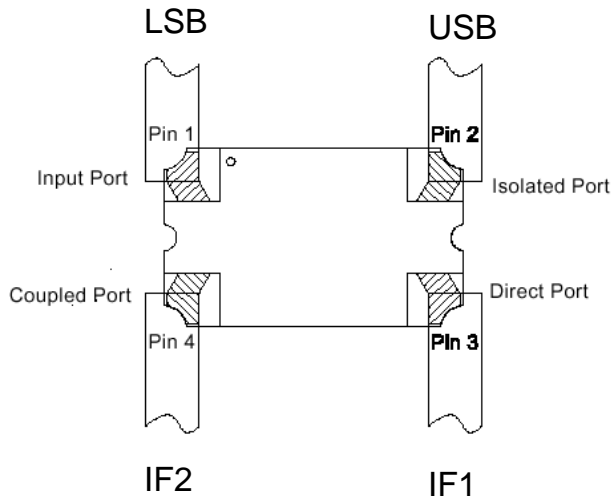 LSB
USB
Pin 1
Pin 2
Input Port
Isolated Port
Coupled Port
Direct Port
Pin 4
Pin 3
IF2
IF1